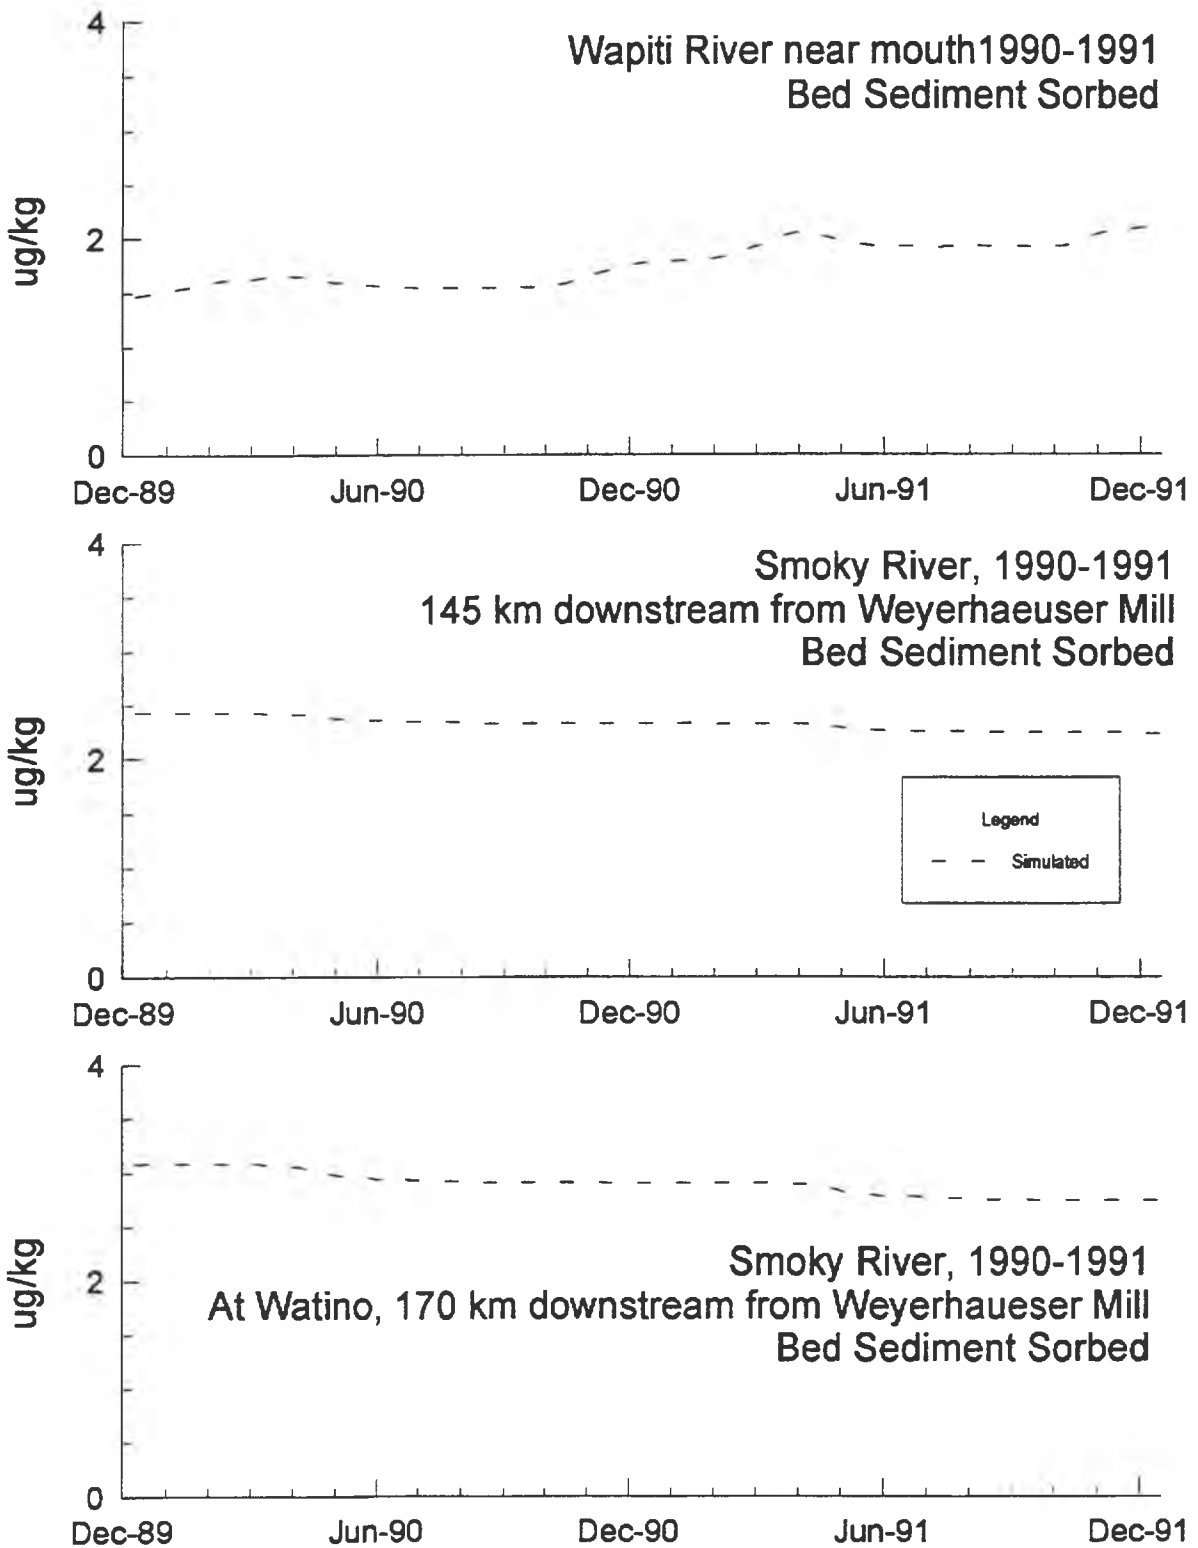 4
Wapiti River near mouth1990-1991
Bed Sediment Sorbed
ug/kg
2
0
Dec-89 Jun-90 Dec-90 Jun-91 Dec-91
4
Smoky River, 1990-1991
145 km downstream from Weyerhaeuser Mill
Bed Sediment Sorbed
ug/kg
2
Legend
Simulated
0
Dec-89 Jun-90 Dec-90 Jun-91 Dec-91
4
ug/kg
Smoky River, 1990-1991
2
At Watino, 170 km downstream from Weyerhaueser Mill
Bed Sediment Sorbed
0
Dec-89 Jun-90 Dec-90 Jun-91 Dec-91